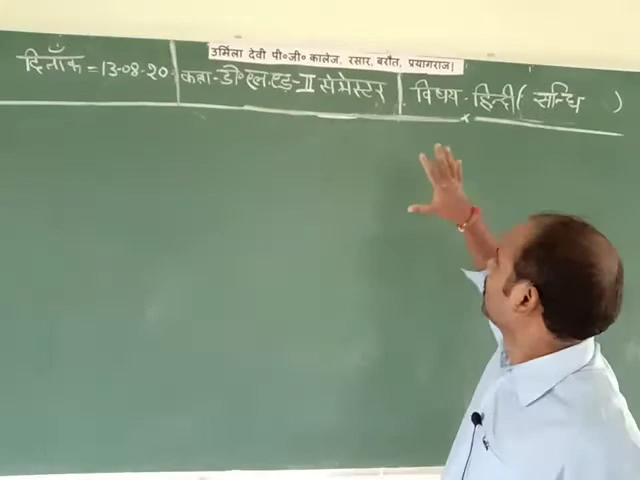 उर्मिला देवी पी०जी० कालेज, रसार, बरौत, प्रयागराज।
दिनाँक = 13-08-20 कक्षा - डी०एल०एड़ - II सेमेस्टर विषय - हिन्दी ( सन्धि )